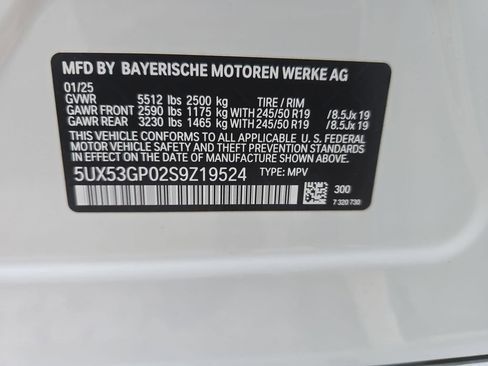 MFD BY BAYERISCHE MOTOREN WERKE AG
01/25
GVWR 5512 lbs 2500 kg TIRE / RIM
GAWR FRONT 2590 lbs 1175 kg WITH 245/50 R19 /8.5Jx19
GAWR REAR 3230 lbs 1465 kg WITH 245/50 R19 /8.5Jx19
THIS VEHICLE CONFORMS TO ALL APPLICABLE U. S. FEDERAL
MOTOR VEHICLE SAFETY, BUMPER, AND THEFT PREVENTION
STANDARDS IN EFFECT ON THE DATE OF MANUFACTURE SHOWN ABOVE.
5UX53GP02S9Z19524 TYPE: MPV
300
7 320 730